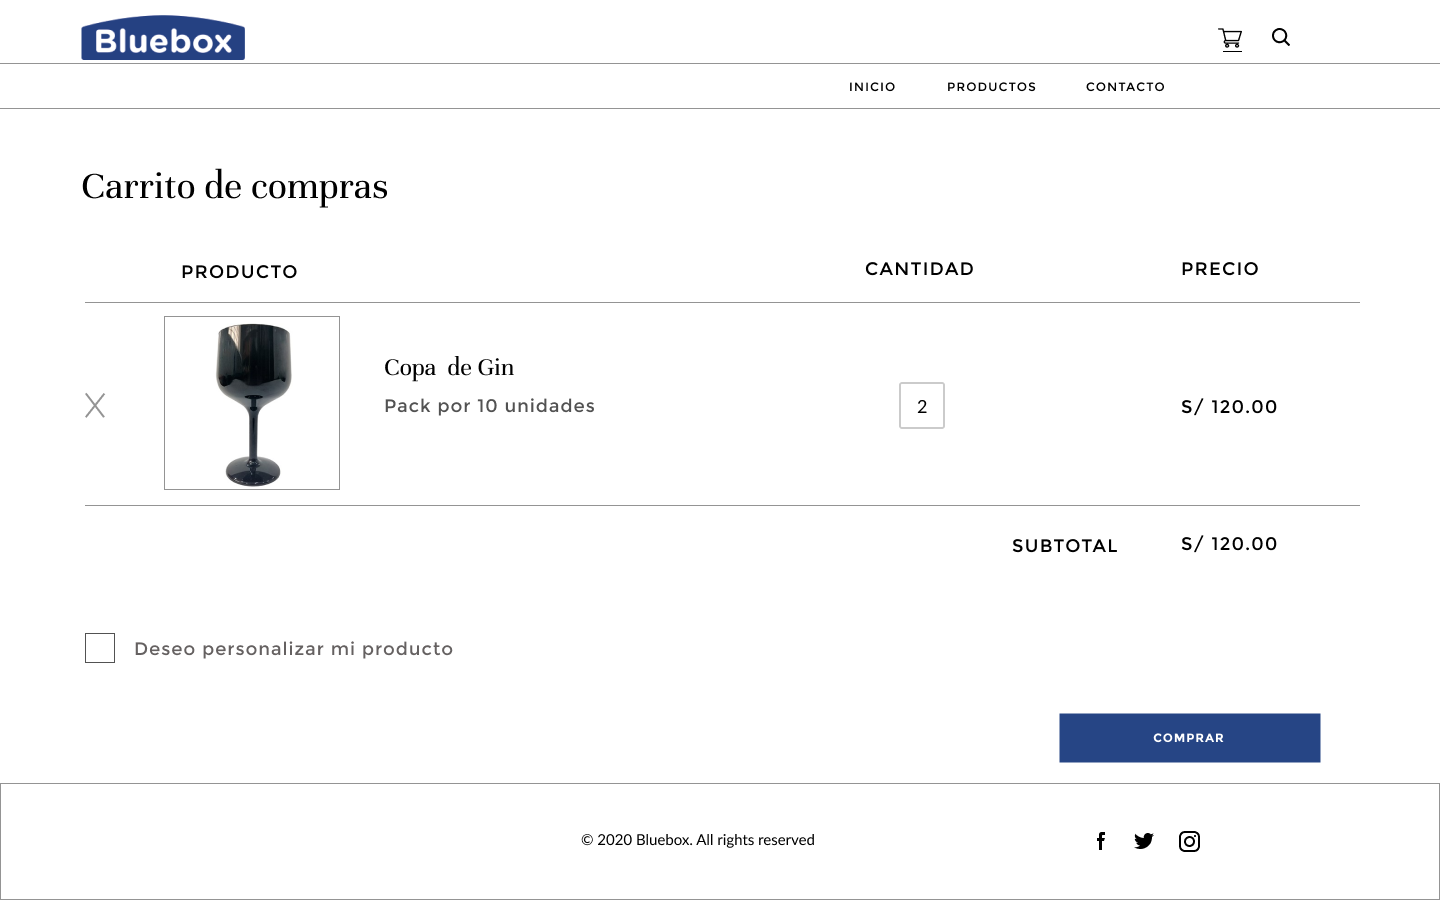 Bluebox
INICIO PRODUCTOS CONTACTO
Carrito de compras
PRODUCTO CANTIDAD PRECIO
Copa de Gin
X Pack por 10 unidades 2 S/ 120.00
SUBTOTAL S/ 120.00
Deseo personalizar mi producto
COMPRAR
© 2020 Bluebox. All rights reserved